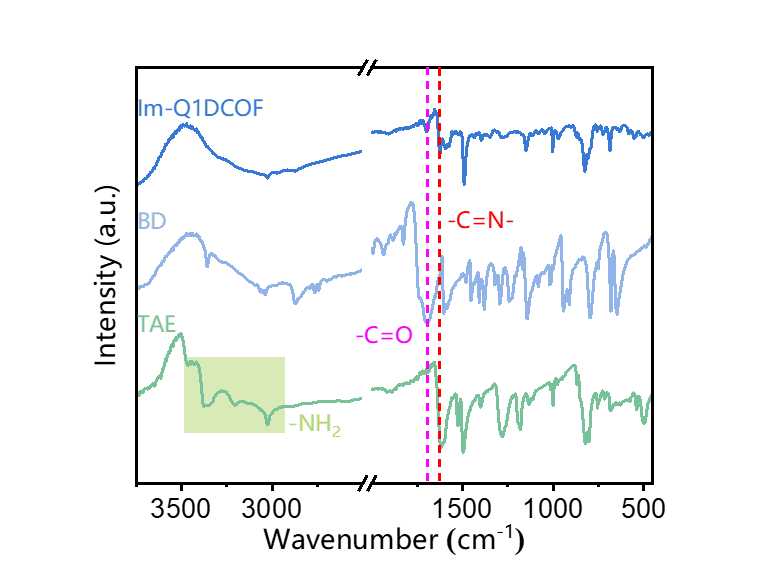 Im-Q1DCOF
BD
-C=N-
TAE
-C=O
-NH₂
Intensity (a.u.)
3500 3000 1500 1000 500
Wavenumber (cm⁻¹)